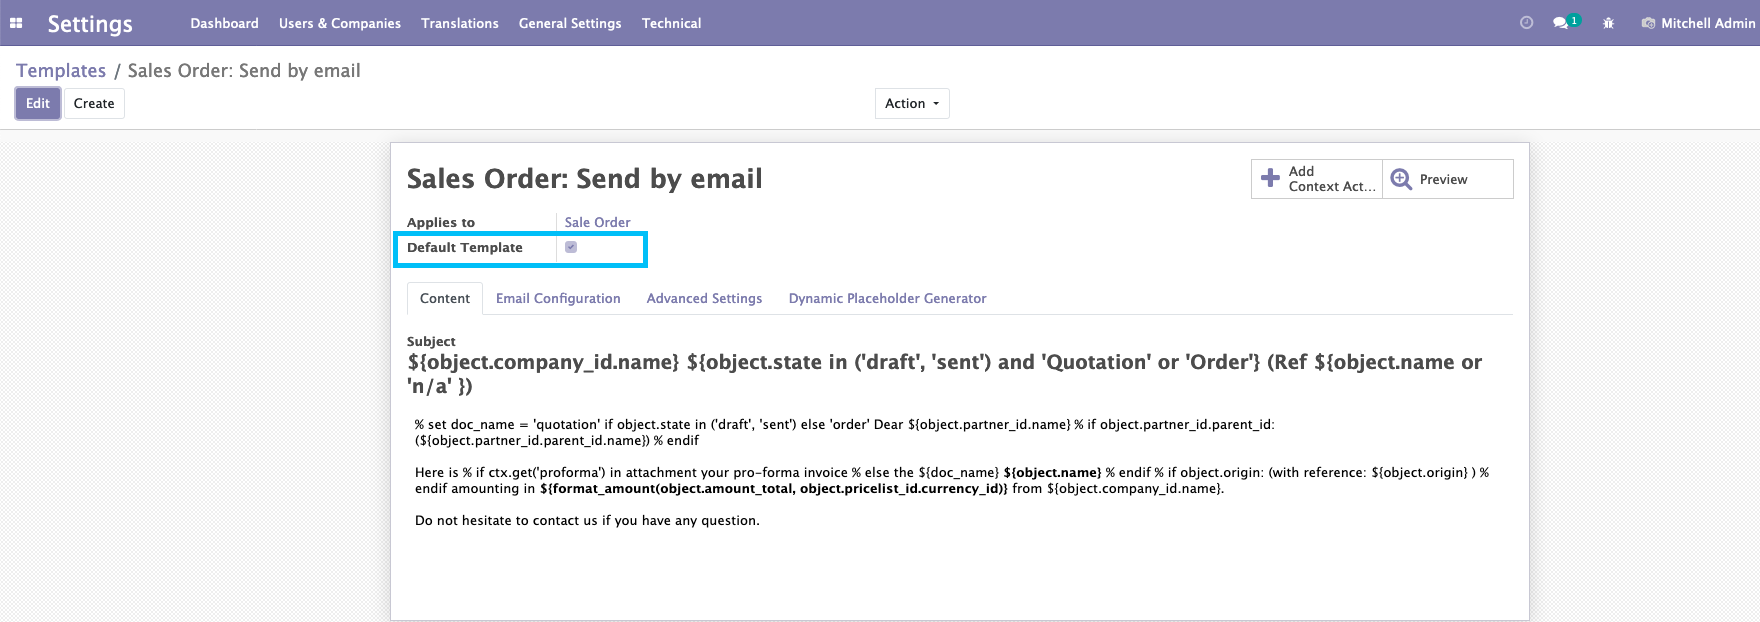 Settings Dashboard Users & Companies Translations General Settings Technical 1 Mitchell Admin
Templates / Sales Order: Send by email
Edit Create Action
Sales Order: Send by email
Add
Context Act...
Preview
Applies to Sale Order
Default Template
Content Email Configuration Advanced Settings Dynamic Placeholder Generator
Subject
${object.company_id.name} ${object.state in ('draft', 'sent') and 'Quotation' or 'Order'} (Ref ${object.name or
'n/a' })
% set doc_name = 'quotation' if object.state in ('draft', 'sent') else 'order' Dear ${object.partner_id.name} % if object.partner_id.parent_id:
(${object.partner_id.parent_id.name}) % endif
Here is % if ctx.get('proforma') in attachment your pro-forma invoice % else the ${doc_name} ${object.name} % endif % if object.origin: (with reference: ${object.origin} ) %
endif amounting in ${format_amount(object.amount_total, object.pricelist_id.currency_id)} from ${object.company_id.name}.
Do not hesitate to contact us if you have any question.